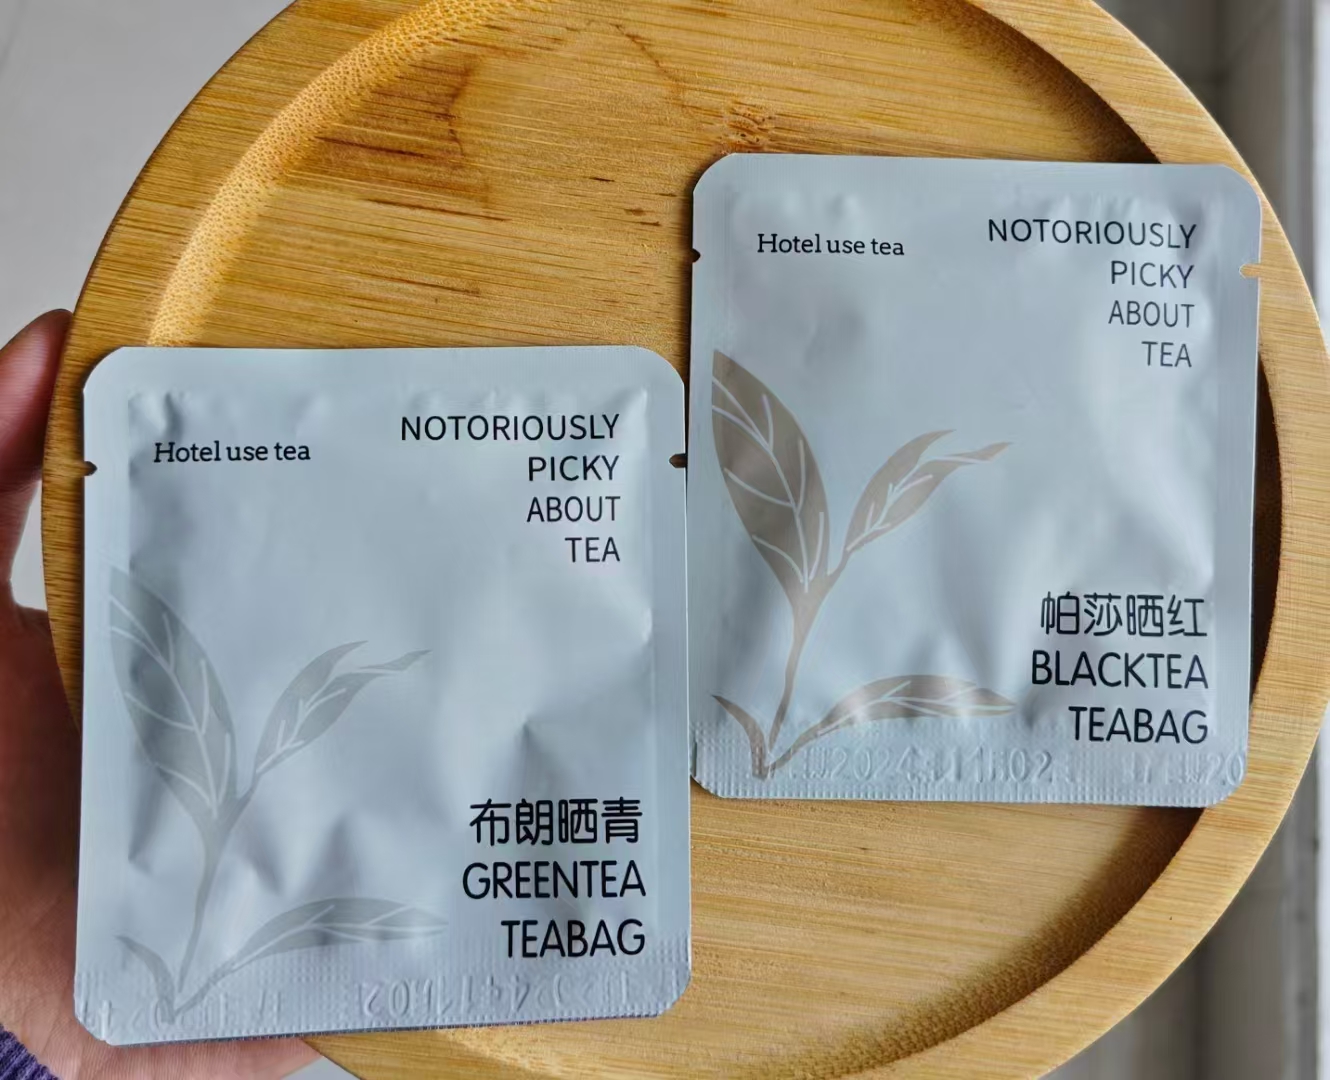 Hotel use tea
NOTORIOUSLY
PICKY
ABOUT
TEA
布朗晒青
GREENTEA
TEABAG
Hotel use tea
NOTORIOUSLY
PICKY
ABOUT
TEA
帕莎晒红
BLACKTEA
TEABAG